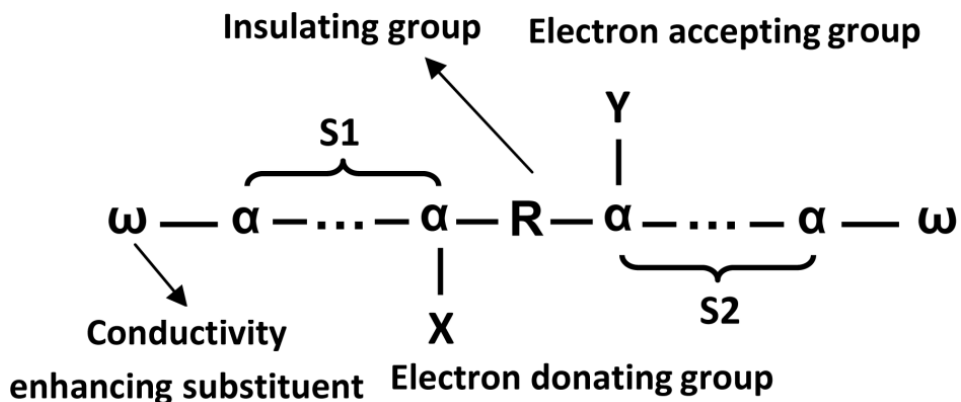 Insulating group
Electron accepting group
Y
S1
ω — α — ... — α — R — α — ... — α — ω
X
S2
Conductivity
enhancing substituent
Electron donating group